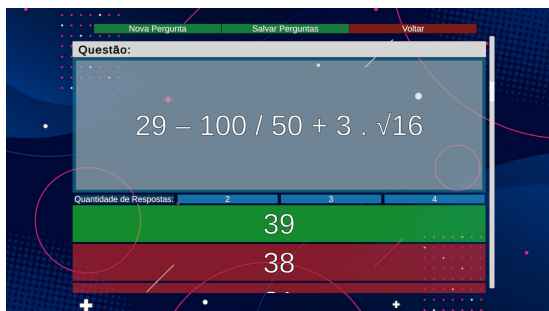 Nova Pergunta Salvar Perguntas Voltar
Questão:
29 – 100 / 50 + 3 . √16
Quantidade de Respostas: 2 3 4
39
38